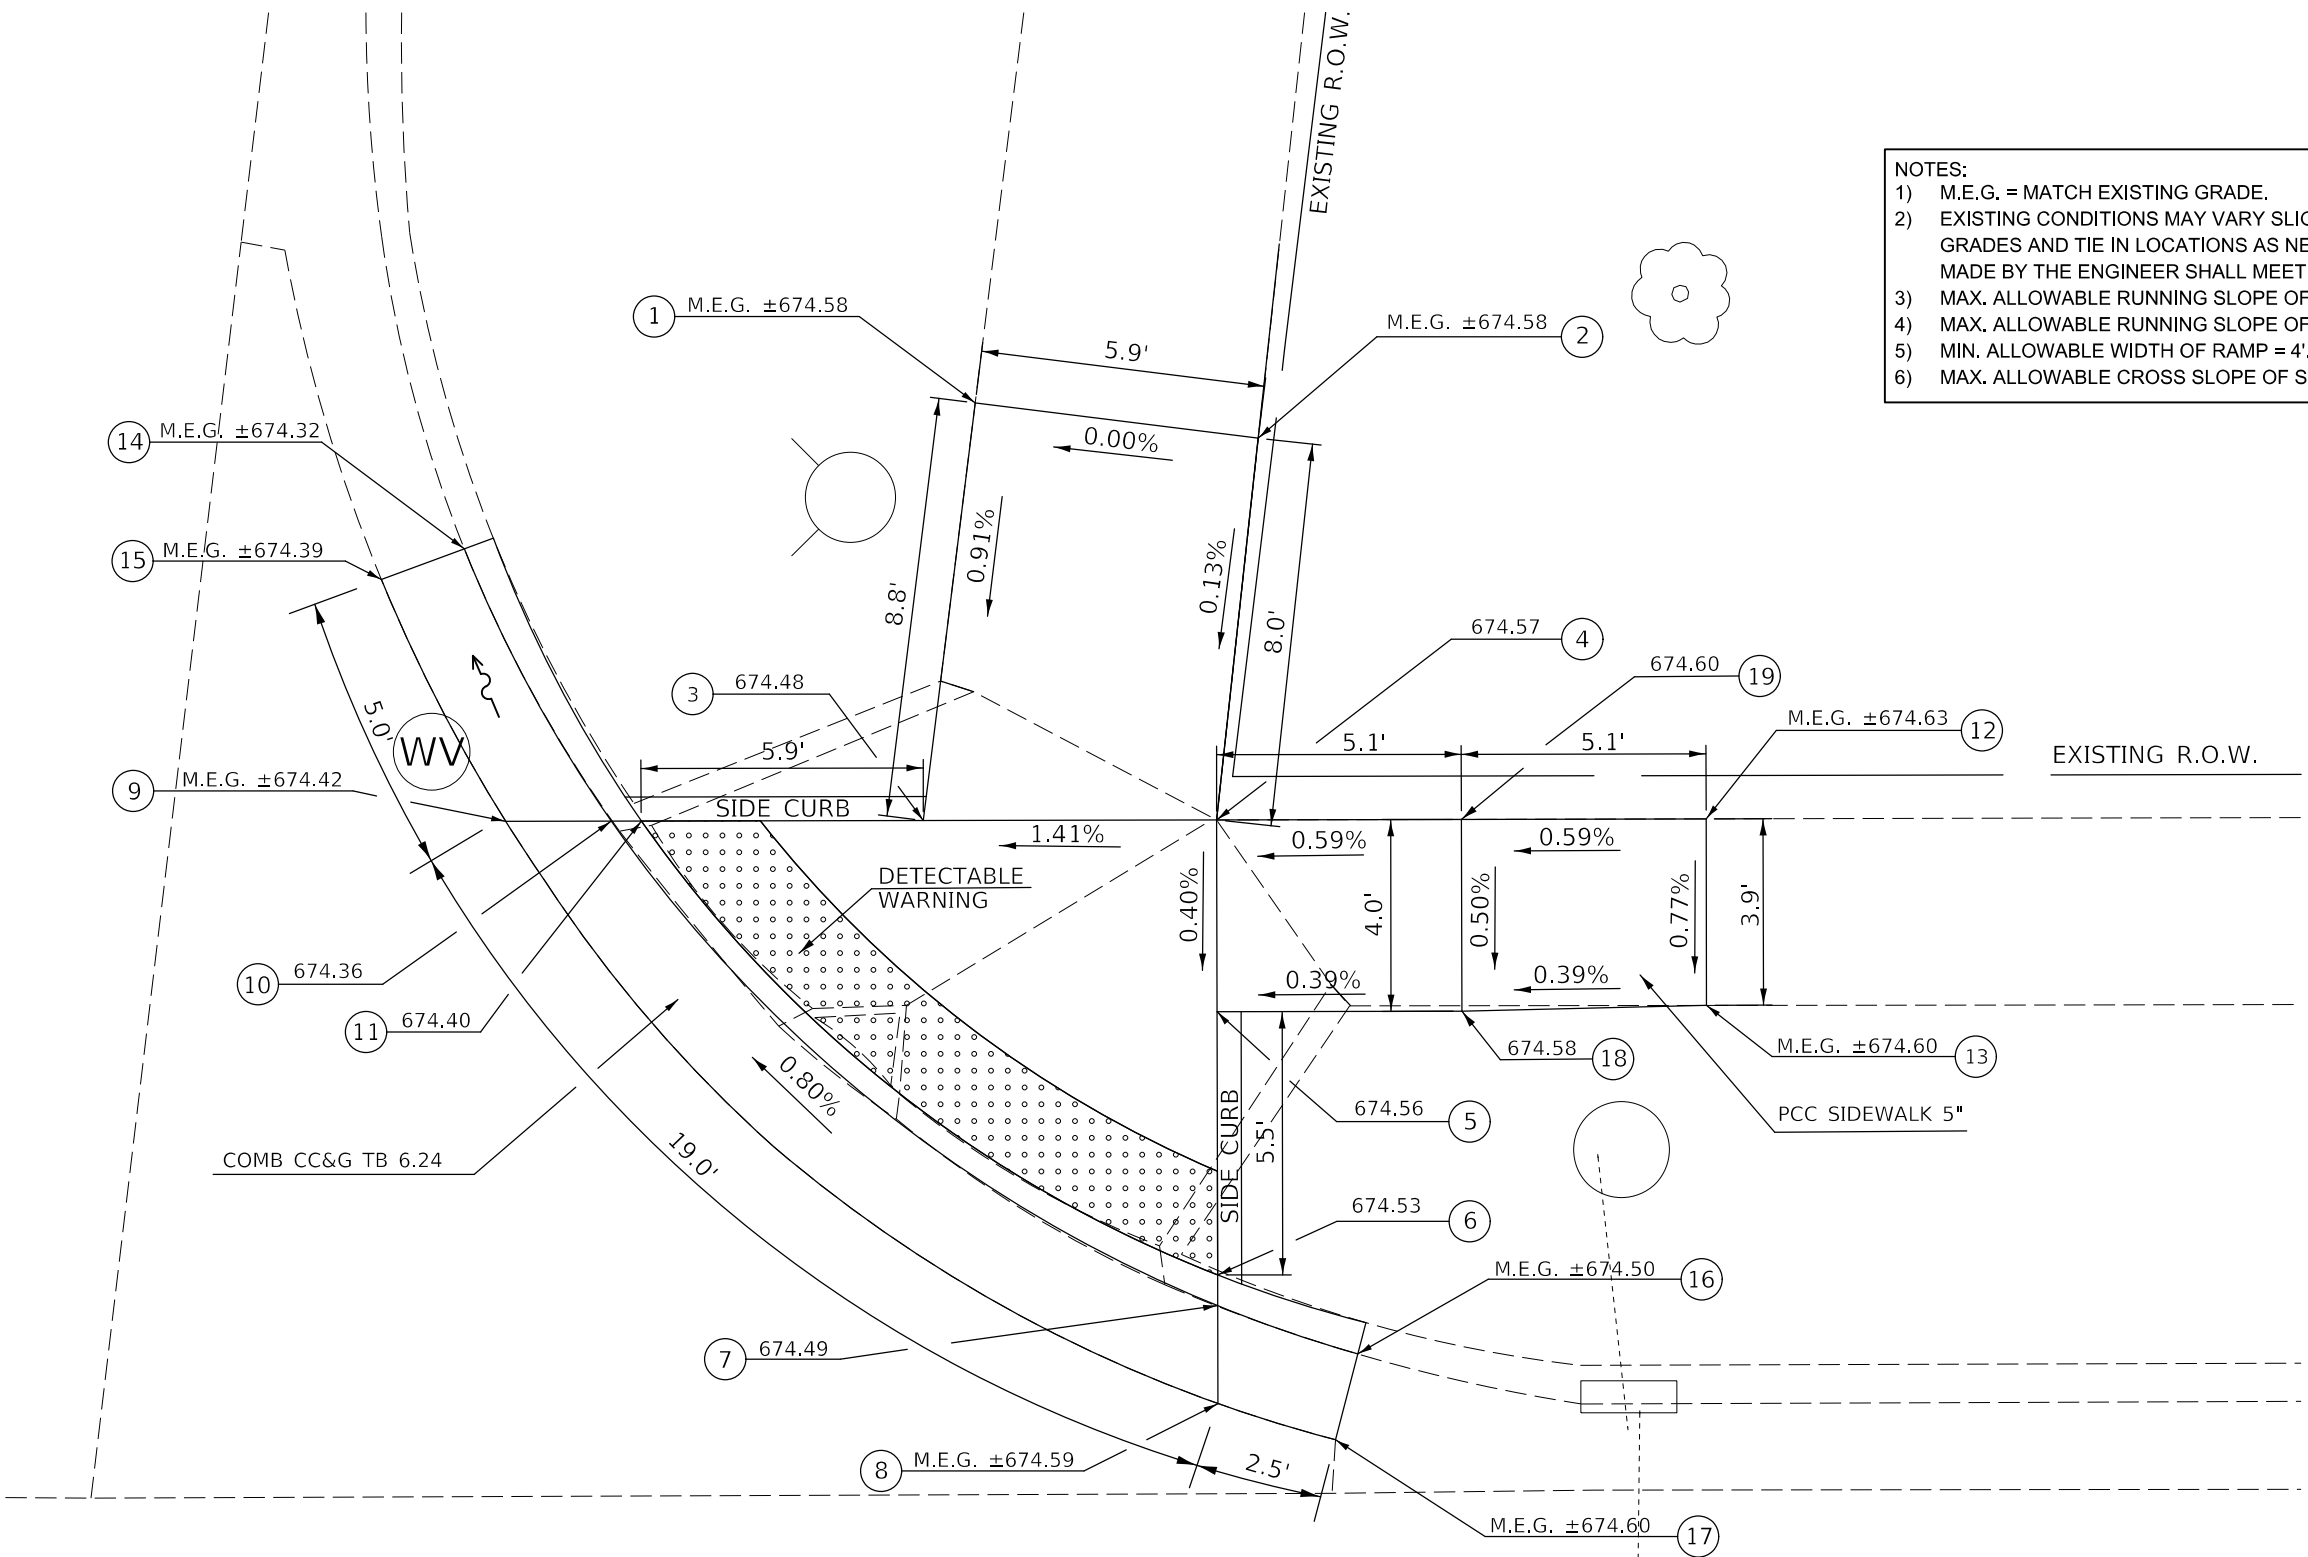 EXISTING R.O.W.
NOTES:
1) M.E.G. = MATCH EXISTING GRADE.
2) EXISTING CONDITIONS MAY VARY
GRADES AND TIE IN LOCATIONS AS
MADE BY THE ENGINEER SHALL MEET
3) MAX. ALLOWABLE RUNNING SLOPE OF
4) MAX. ALLOWABLE RUNNING SLOPE OF
5) MIN. ALLOWABLE WIDTH OF RAMP = 4'.
6) MAX. ALLOWABLE CROSS SLOPE OF
1 M.E.G. ±674.58
M.E.G. ±674.58 2
5.9'
14 M.E.G. ±674.32
0.00%
15 M.E.G. ±674.39
0.91%
0.13%
8.8'
8.0'
674.57 4
674.60 19
3 674.48
M.E.G. ±674.63 12
5.0'
WV
5.9'
5.1'
5.1'
EXISTING R.O.W.
9 M.E.G. ±674.42
SIDE CURB
1.41%
0.59%
0.59%
DETECTABLE
WARNING
0.40%
4.0'
0.50%
0.77%
3.9'
10 674.36
0.39%
0.39%
11 674.40
674.58 18
M.E.G. ±674.60 13
0.80%
674.56 5
PCC SIDEWALK 5"
COMB CC&G TB 6.24
19.0'
SIDE CURB
5.5'
674.53 6
M.E.G. ±674.50 16
7 674.49
8 M.E.G. ±674.59
2.5'
M.E.G. ±674.60 17